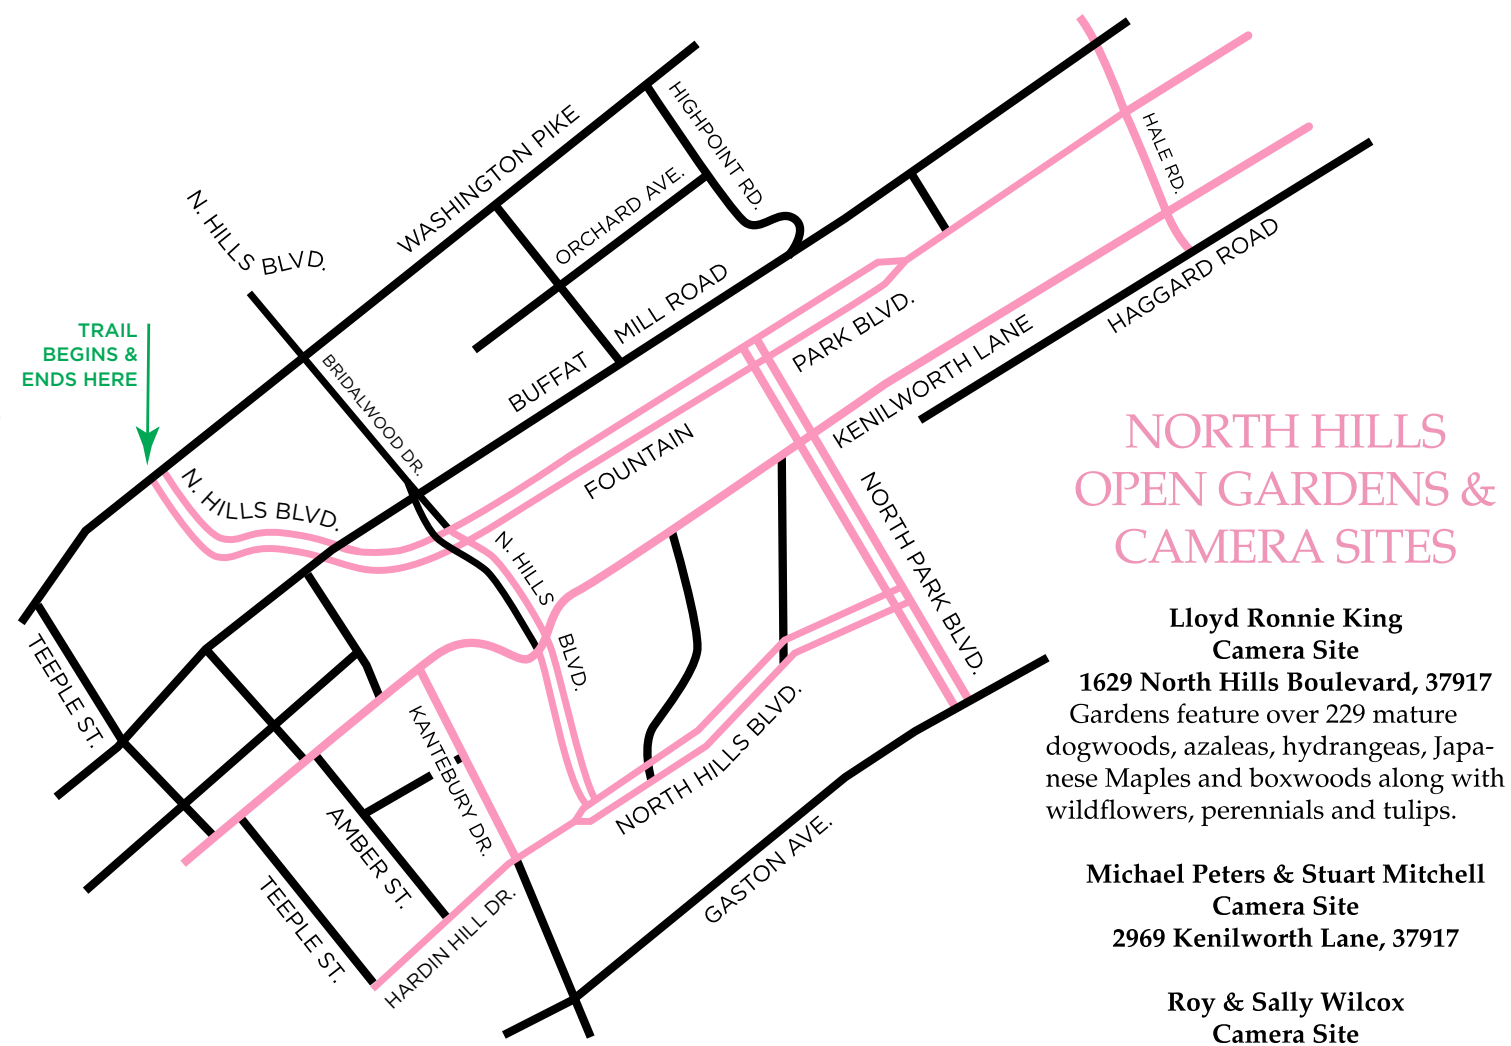 N. HILLS BLVD.
WASHINGTON PIKE
HIGHPOINT RD.
ORCHARD AVE.
HALE RD.
TRAIL
BEGINS &
ENDS HERE
BRIDALWOOD DR.
BUFFAT MILL ROAD
FOUNTAIN PARK BLVD.
KENILWORTH LANE
HAGGARD ROAD
N. HILLS BLVD.
N. HILLS BLVD.
NORTH PARK BLVD.
TEEPLE ST.
KANTEBURY DR.
NORTH HILLS BLVD.
AMBER ST.
TEEPLE ST.
HARDIN HILL DR.
GASTON AVE.
NORTH HILLS
OPEN GARDENS &
CAMERA SITES
Lloyd Ronnie King
Camera Site
1629 North Hills Boulevard, 37917
Gardens feature over 229 mature
dogwoods, azaleas, hydrangeas, Japa-
nese Maples and boxwoods along with
wildflowers, perennials and tulips.
Michael Peters & Stuart Mitchell
Camera Site
2969 Kenilworth Lane, 37917
Roy & Sally Wilcox
Camera Site